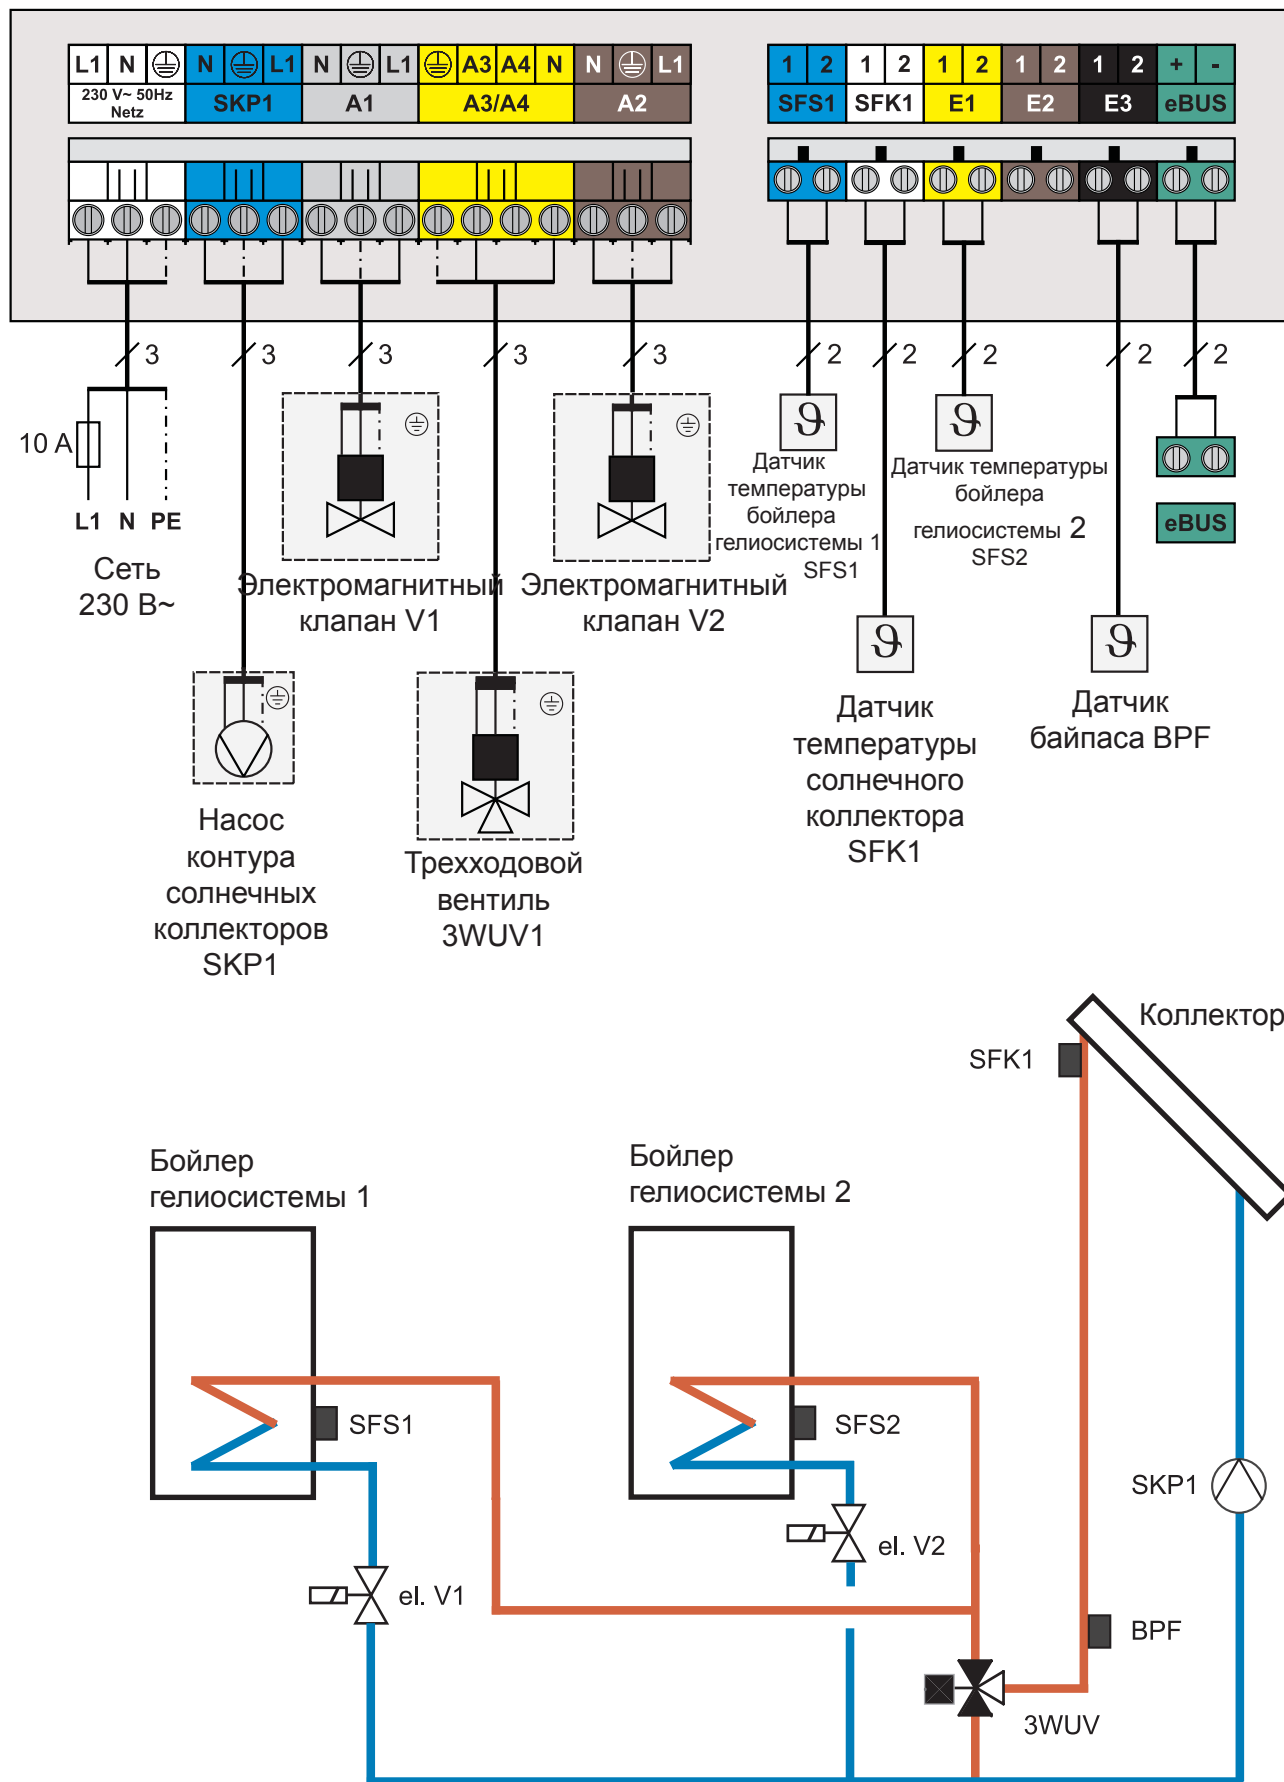 L1 N N L1 N L1 A3 A4 N N L1
230 V~ 50Hz
Netz
SKP1 A1 A3/A4 A2
1 2 1 2 1 2 1 2 1 2 + -
SFS1 SFK1 E1 E2 E3 eBUS
3 3 3 3 3 2 2 2 2 2
10 A
L1 N PE
Сеть
230 В~
Электромагнитный
клапан V1
Электромагнитный
клапан V2
ϑ
Датчик
температуры
бойлера
гелиосистемы 1
SFS1
ϑ
Датчик температуры
бойлера
гелиосистемы 2
SFS2
eBUS
Насос
контура
солнечных
коллекторов
SKP1
Трехходовой
вентиль
3WUV1
ϑ
Датчик
температуры
солнечного
коллектора
SFK1
ϑ
Датчик
байпаса BPF
Коллектор
SFK1
Бойлер
гелиосистемы 1
Бойлер
гелиосистемы 2
SFS1
SFS2
SKP1
el. V2
el. V1
BPF
3WUV